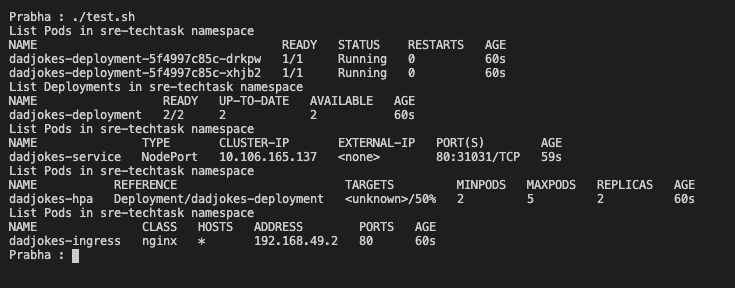 Prabha : ./test.sh
List Pods in sre-techtask namespace
NAME READY STATUS RESTARTS AGE
dadjokes-deployment-5f4997c85c-drkpw 1/1 Running 0 60s
dadjokes-deployment-5f4997c85c-xhjb2 1/1 Running 0 60s
List Deployments in sre-techtask namespace
NAME READY UP-TO-DATE AVAILABLE AGE
dadjokes-deployment 2/2 2 2 60s
List Pods in sre-techtask namespace
NAME TYPE CLUSTER-IP EXTERNAL-IP PORT(S) AGE
dadjokes-service NodePort 10.106.165.137 <none> 80:31031/TCP 59s
List Pods in sre-techtask namespace
NAME REFERENCE TARGETS MINPODS MAXPODS REPLICAS AGE
dadjokes-hpa Deployment/dadjokes-deployment <unknown>/50% 2 5 2 60s
List Pods in sre-techtask namespace
NAME CLASS HOSTS ADDRESS PORTS AGE
dadjokes-ingress nginx * 192.168.49.2 80 60s
Prabha :